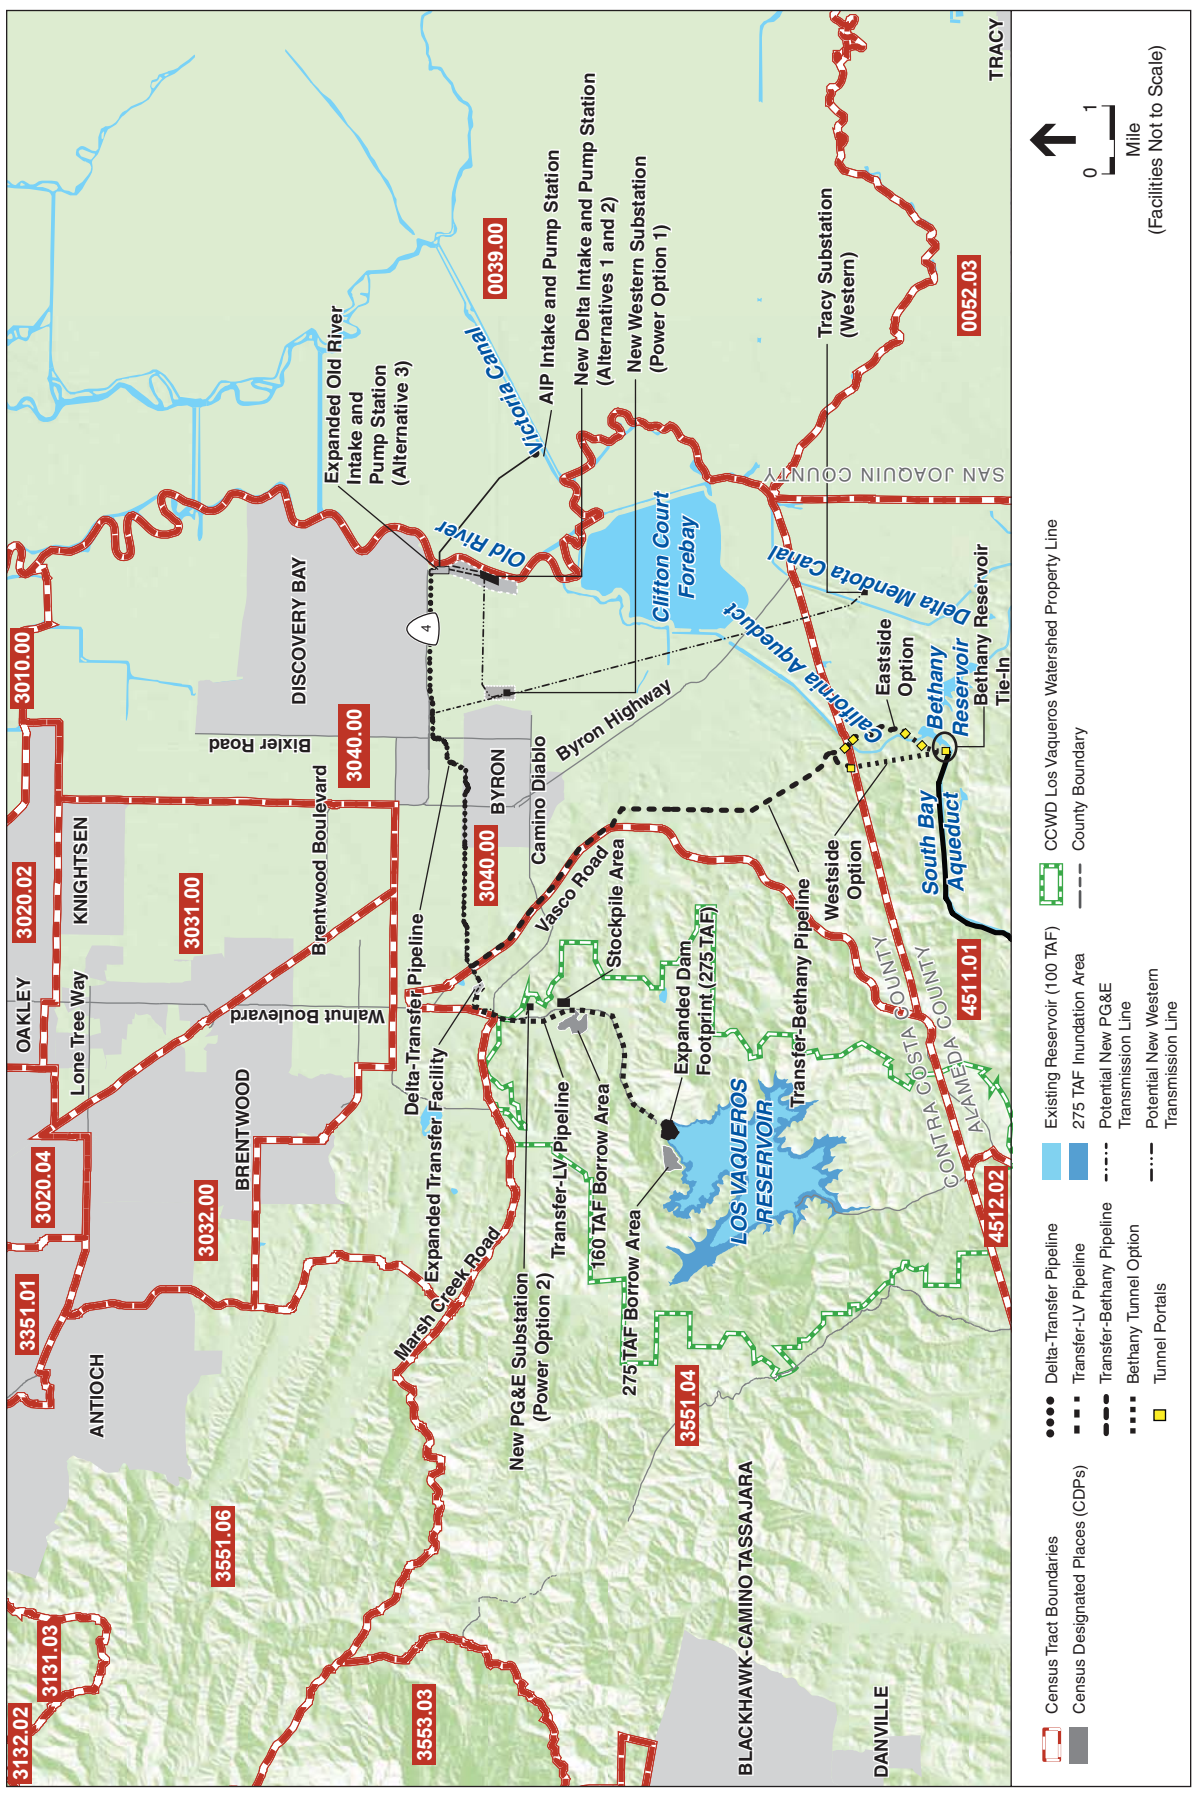 3132.02
3131.03
3351.01
3020.04
OAKLEY
3020.02
3010.00
ANTIOCH
Lone Tree Way
KNIGHTSEN
3551.06
3032.00
BRENTWOOD
3031.00
Walnut Boulevard
Brentwood Boulevard
Bixler Road
3040.00
DISCOVERY BAY
Expanded Old River
Intake and
Pump Station
(Alternative 3)
3553.03
Marsh Creek Road
Expanded Transfer Facility
Delta-Transfer Pipeline
4
Old River
Victoria Canal
0039.00
3040.00
BYRON
Camino Diablo
Byron Highway
Vasco Road
AIP Intake and Pump Station
New Delta Intake and Pump Station
(Alternatives 1 and 2)
New Western Substation
(Power Option 1)
New PG&E Substation
(Power Option 2)
Transfer-LV Pipeline
160 TAF Borrow Area
275 TAF Borrow Area
Stockpile Area
Expanded Dam
Footprint (275 TAF)
3551.04
LOS VAQUEROS
RESERVOIR
Clifton Court
Forebay
BLACKHAWK-CAMINO TASSAJARA
DANVILLE
Transfer-Bethany Pipeline
Westside
Option
Eastside
Option
California Aqueduct
Delta Mendota Canal
Tracy Substation
(Western)
SAN JOAQUIN COUNTY
CONTRA COSTA COUNTY
ALAMEDA COUNTY
South Bay
Aqueduct
Bethany
Reservoir
Bethany Reservoir
Tie-In
4512.02
4511.01
0052.03
TRACY
Census Tract Boundaries
Census Designated Places (CDPs)
Delta-Transfer Pipeline
Transfer-LV Pipeline
Transfer-Bethany Pipeline
Bethany Tunnel Option
Tunnel Portals
Existing Reservoir (100 TAF)
275 TAF Inundation Area
Potential New PG&E
Transmission Line
Potential New Western
Transmission Line
CCWD Los Vaqueros Watershed Property Line
County Boundary
0 1
Mile
(Facilities Not to Scale)